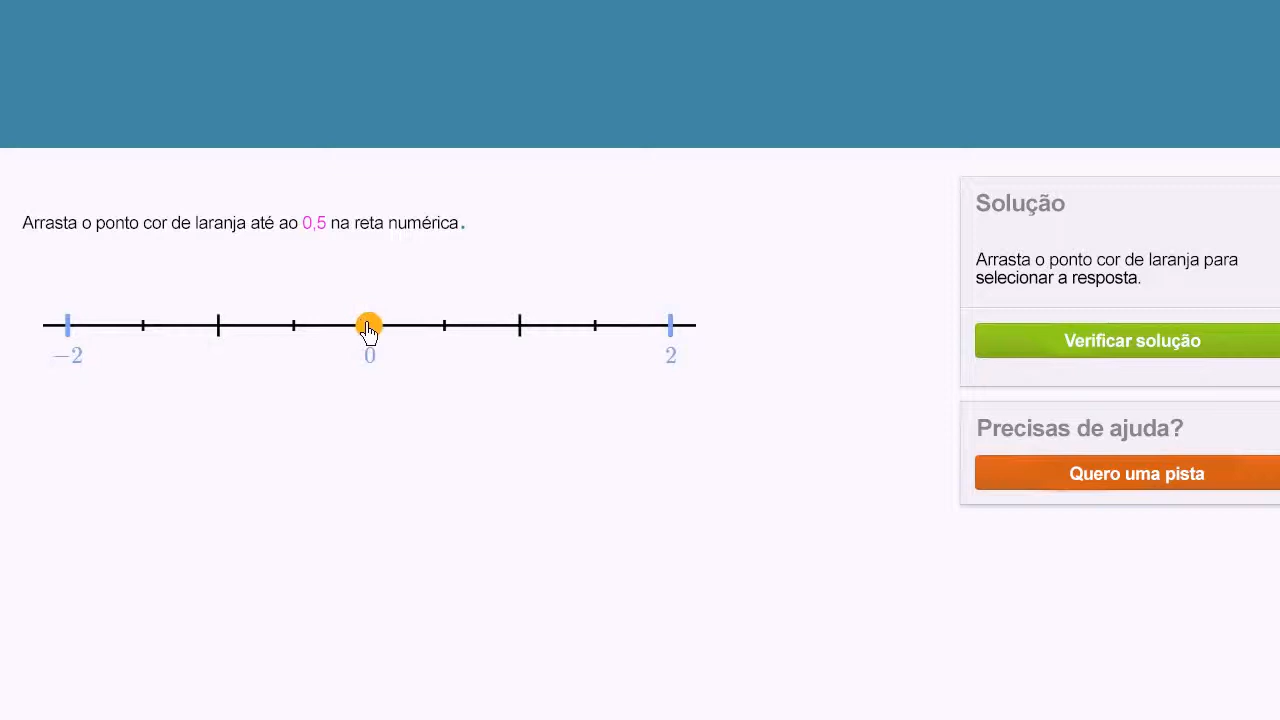 Arrasta o ponto cor de laranja até ao 0,5 na reta numérica.
−2
0
2
Solução
Arrasta o ponto cor de laranja para
selecionar a resposta.
Verificar solução
Precisas de ajuda?
Quero uma pista